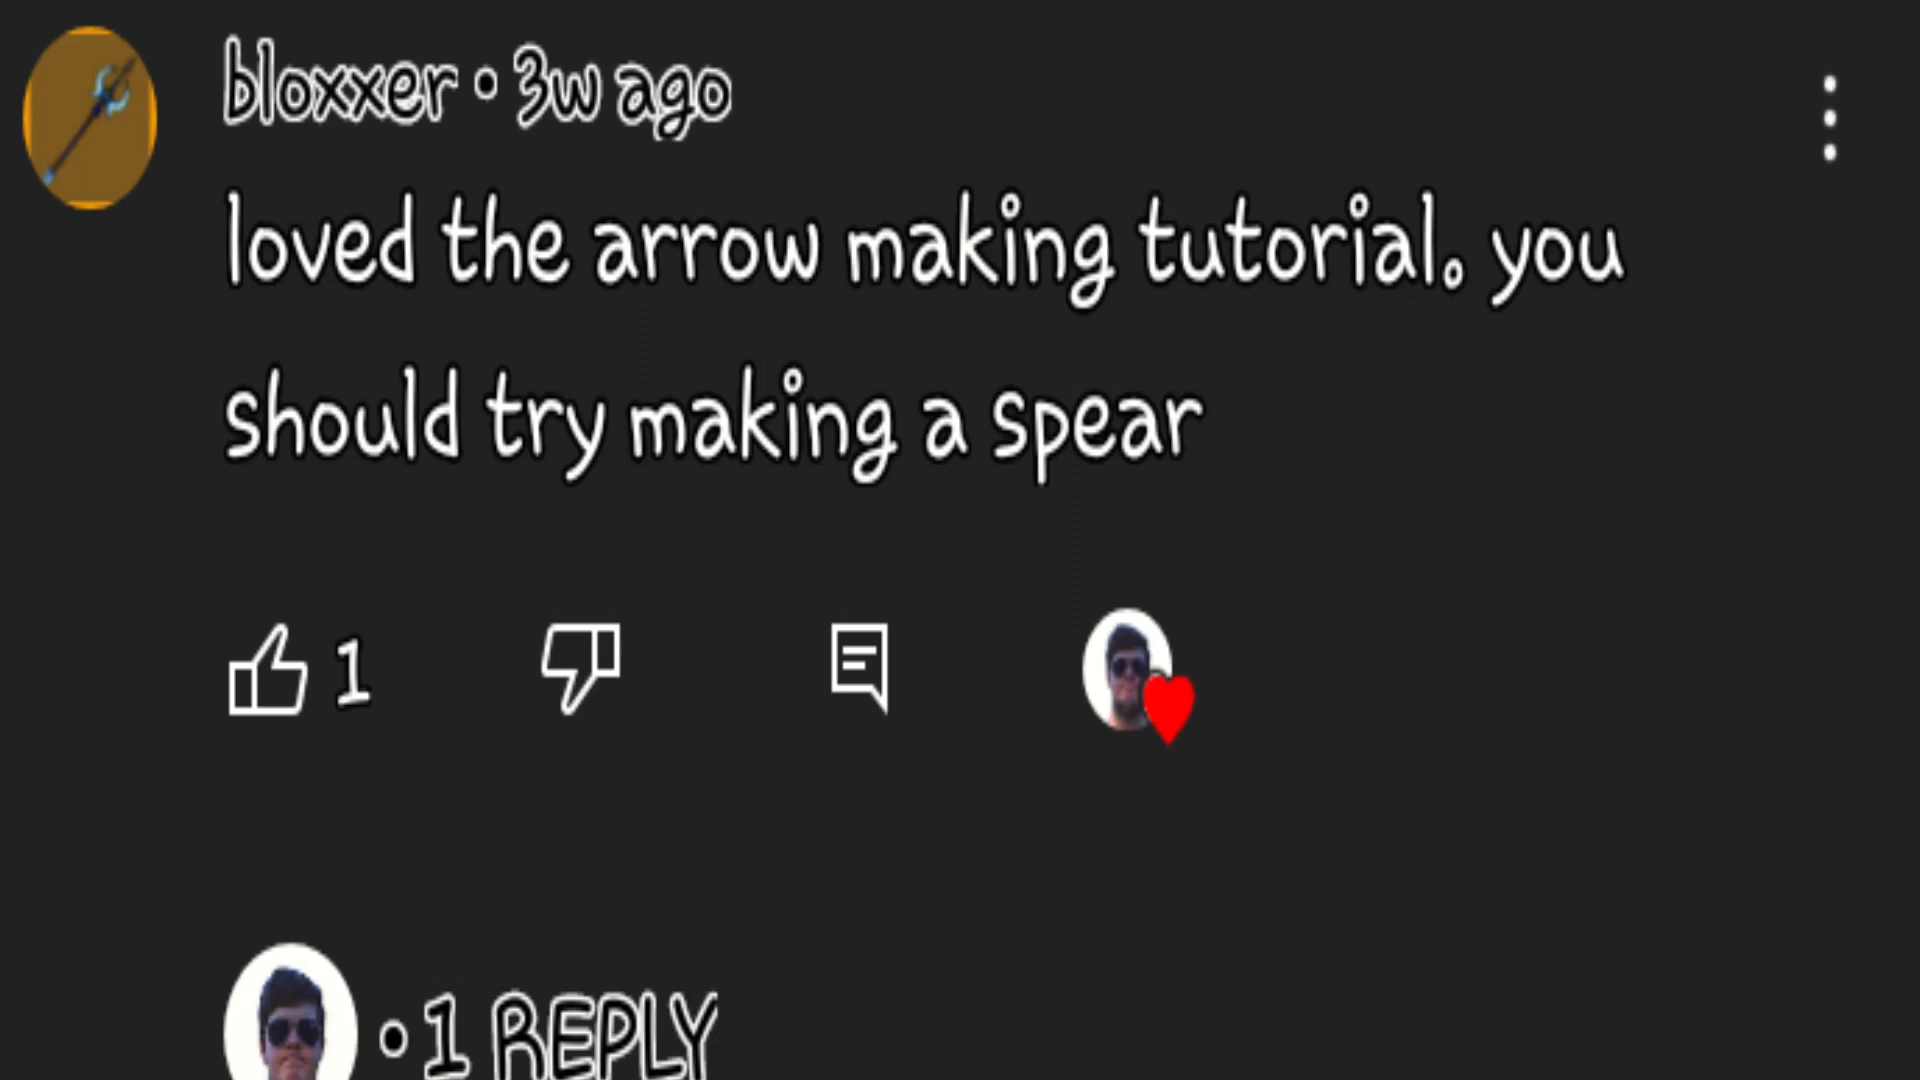 bloxxer • 3w ago
loved the arrow making tutorial. you
should try making a spear
1
• 1 REPLY